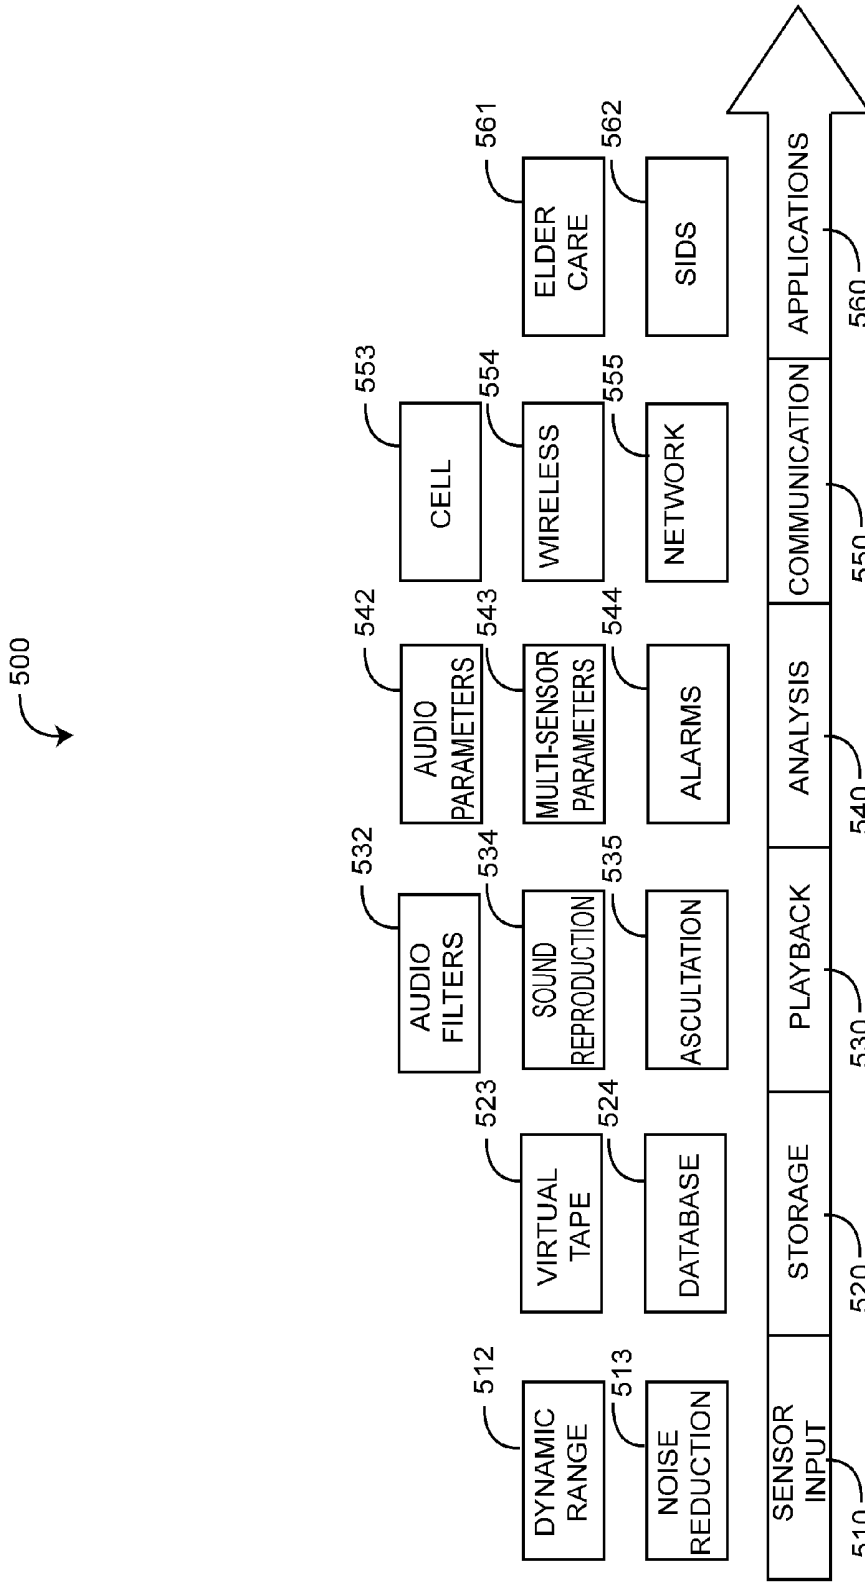 500
512
DYNAMIC
RANGE
513
NOISE
REDUCTION
523
VIRTUAL
TAPE
524
DATABASE
532
AUDIO
FILTERS
534
SOUND
REPRODUCTION
535
ASCULTATION
542
AUDIO
PARAMETERS
543
MULTI-SENSOR
PARAMETERS
544
ALARMS
553
CELL
554
WIRELESS
555
NETWORK
561
ELDER
CARE
562
SIDS
SENSOR
INPUT
STORAGE
PLAYBACK
ANALYSIS
COMMUNICATION
APPLICATIONS
510
520
530
540
550
560